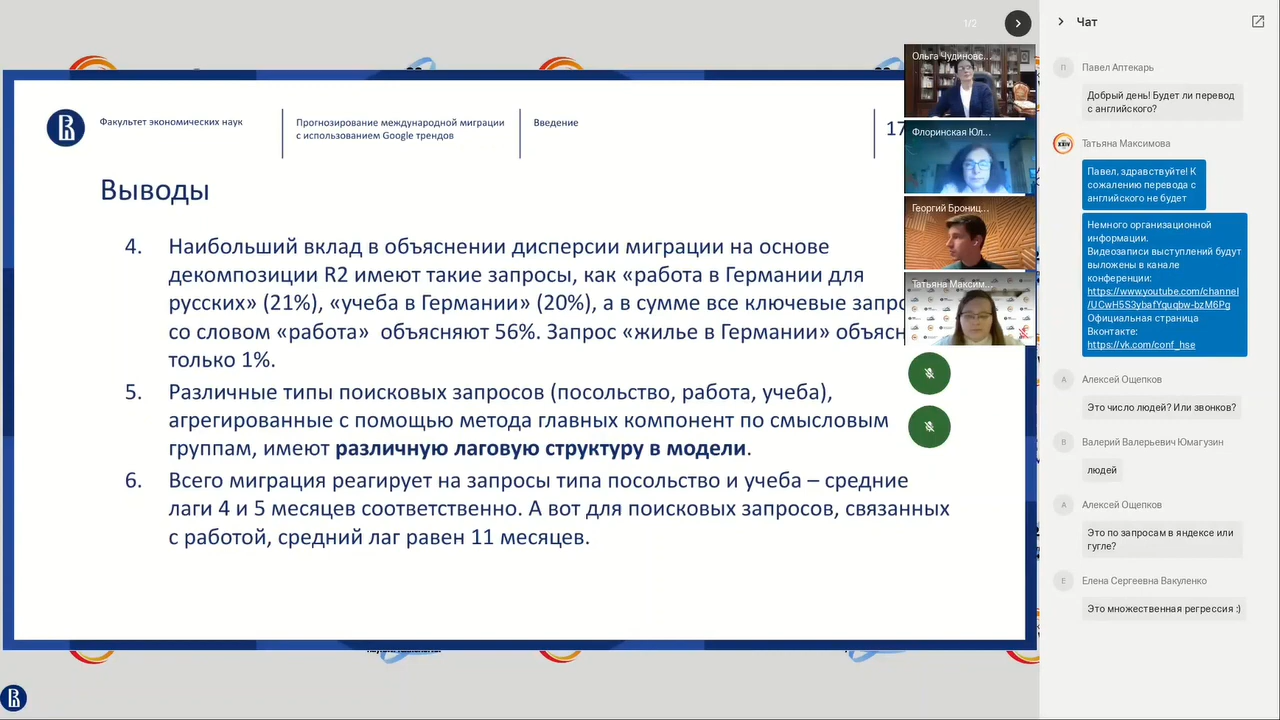 1/2
Чат
Ольга Чудиновс...
Флоринская Юл...
Георгий Брониц...
Татьяна Максим...
Факультет экономических наук
Прогнозирование международной миграции
с использованием Google трендов
Введение
17
Выводы
4. Наибольший вклад в объяснении дисперсии миграции на основе
декомпозиции R2 имеют такие запросы, как «работа в Германии для
русских» (21%), «учеба в Германии» (20%), а в сумме все ключевые запро
со словом «работа» объясняют 56%. Запрос «жилье в Германии» объясн
только 1%.
5. Различные типы поисковых запросов (посольство, работа, учеба),
агрегированные с помощью метода главных компонент по смысловым
группам, имеют различную лаговую структуру в модели.
6. Всего миграция реагирует на запросы типа посольство и учеба – средние
лаги 4 и 5 месяцев соответственно. А вот для поисковых запросов, связанных
с работой, средний лаг равен 11 месяцев.
П
Павел Аптекарь
Добрый день! Будет ли перевод
с английского?
Татьяна Максимова
Павел, здравствуйте! К
сожалению перевода с
английского не будет
Немного организационной
информации.
Видеозаписи выступлений будут
выложены в канале
конференции:
https://www.youtube.com/channel
/UCwH5S3ybafYququbw-bzM6Pg
Официальная страница
Вконтакте:
https://vk.com/conf_hse
А
Алексей Ощепков
Это число людей? Или звонков?
В
Валерий Валерьевич Юмагузин
людей
А
Алексей Ощепков
Это по запросам в яндексе или
гугле?
Е
Елена Сергеевна Вакуленко
Это множественная регрессия :)